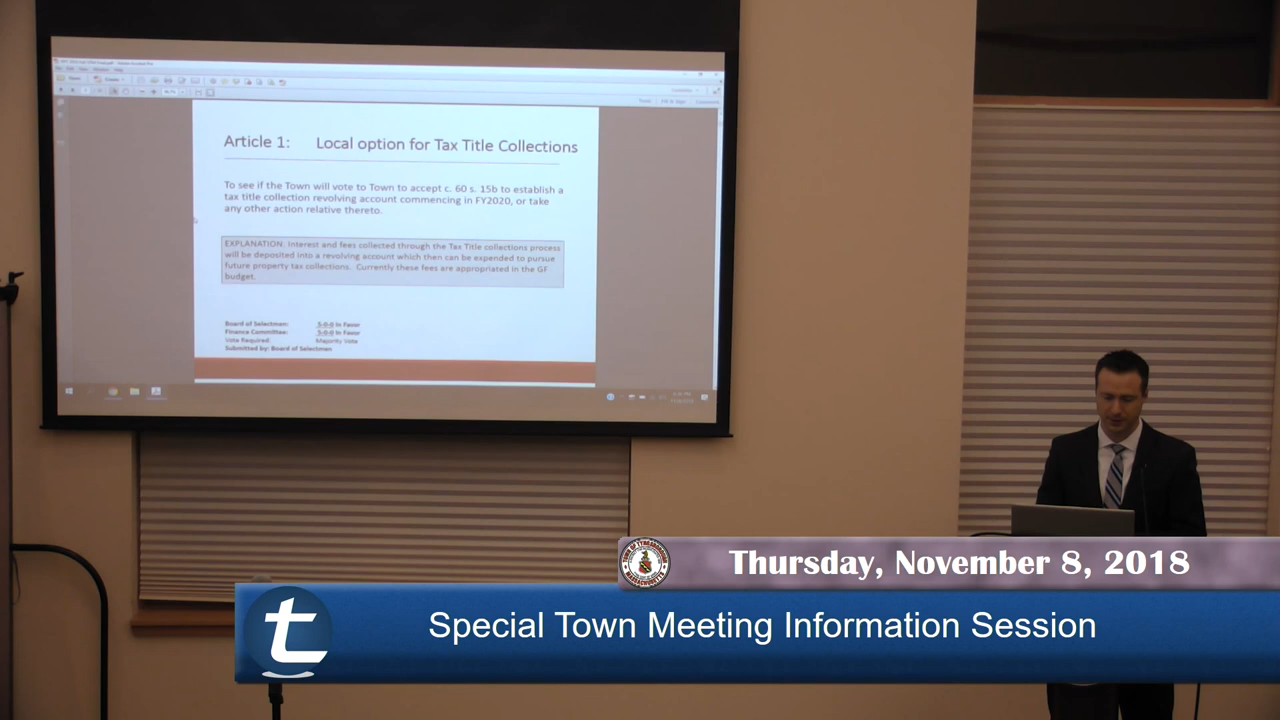 Article 1: Local option for Tax Title Collections
To see if the Town will vote to Town to accept c. 60 s. 15b to establish a
tax title collection revolving account commencing in FY2020, or take
any other action relative thereto.
EXPLANATION: Interest and fees collected through the Tax Title collections process
will be deposited into a revolving account which then can be expended to pursue
future property tax collections. Currently these fees are appropriated in the GF
budget.
Board of Selectmen: 5-0-0 In Favor
Finance Committee: 5-0-0 In Favor
Vote Required: Majority Vote
Submitted by: Board of Selectmen
Thursday, November 8, 2018
t
Special Town Meeting Information Session